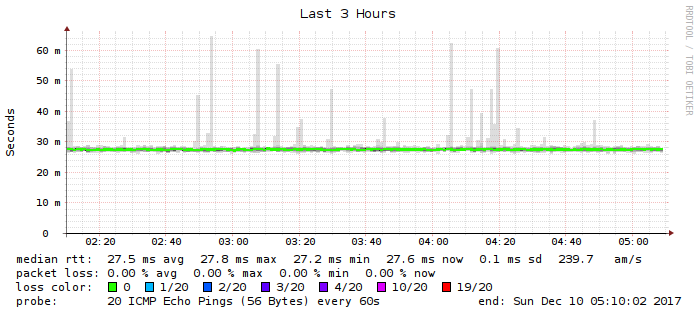 Last 3 Hours
RRDTOOL / TOBI OETIKER
Seconds
60 m
50 m
40 m
30 m
20 m
10 m
0
02:20 02:40 03:00 03:20 03:40 04:00 04:20 04:40 05:00
median rtt: 27.5 ms avg 27.8 ms max 27.2 ms min 27.6 ms now 0.1 ms sd 239.7 am/s
packet loss: 0.00 % avg 0.00 % max 0.00 % min 0.00 % now
loss color: 0 1/20 2/20 3/20 4/20 10/20 19/20
probe: 20 ICMP Echo Pings (56 Bytes) every 60s end: Sun Dec 10 05:10:02 2017